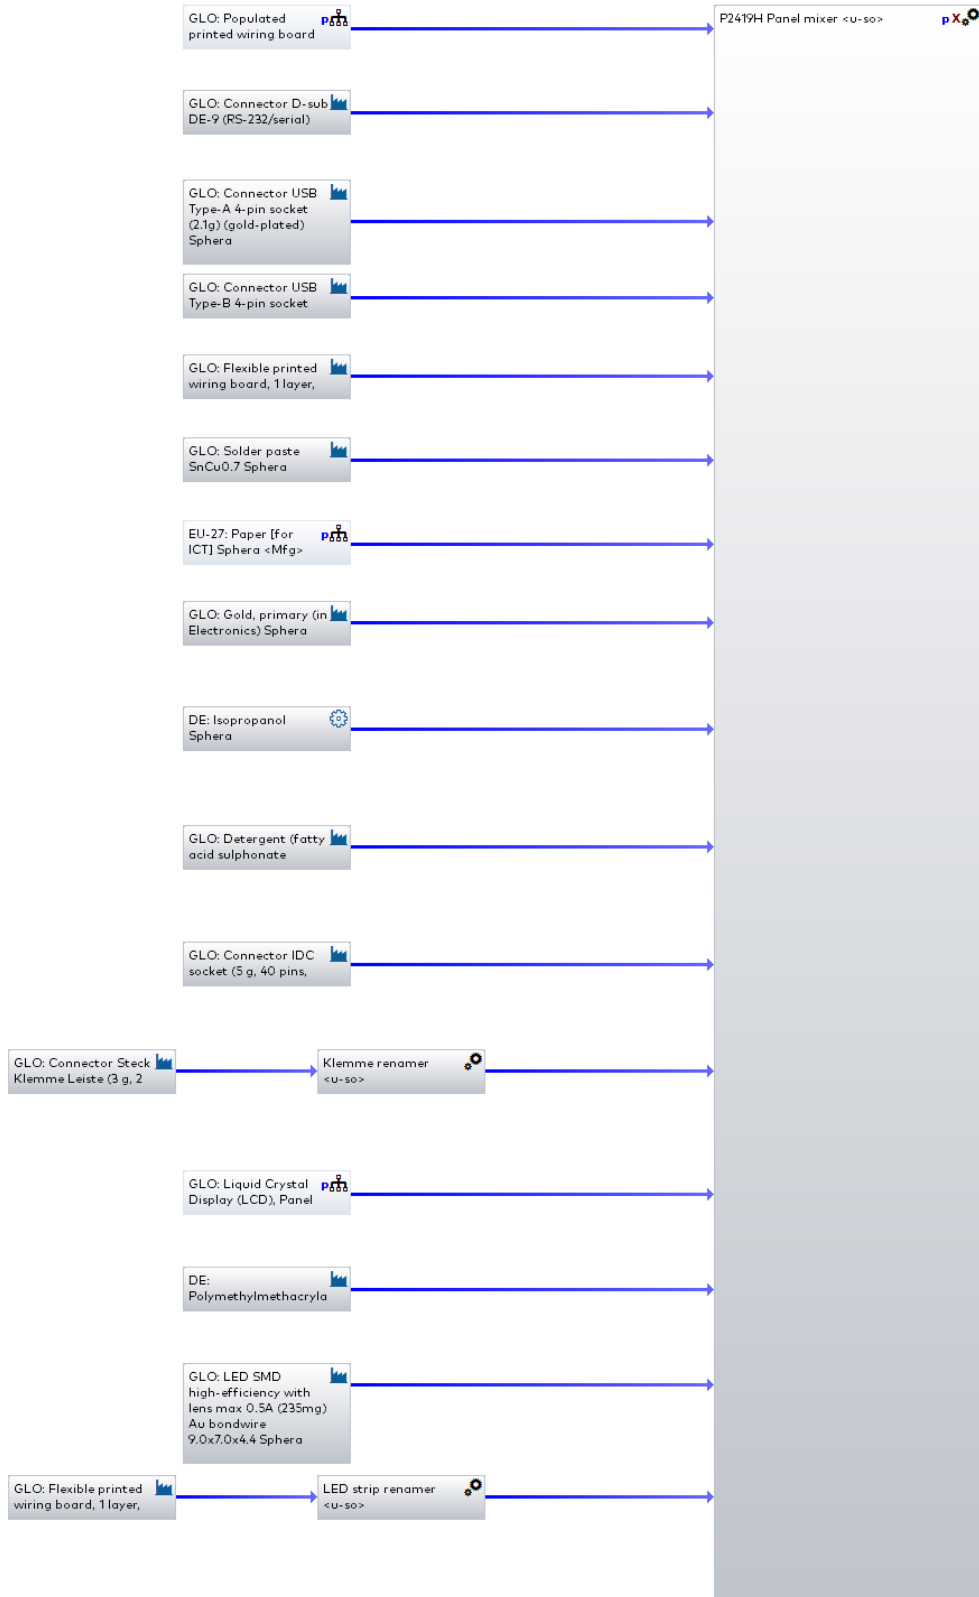 GLO: Populated
printed wiring board
p
P2419H Panel mixer <u-so>
p X
GLO: Connector D-sub
DE-9 (RS-232/serial)
GLO: Connector USB
Type-A 4-pin socket
(2.1g) (gold-plated)
Sphera
GLO: Connector USB
Type-B 4-pin socket
GLO: Flexible printed
wiring board, 1 layer,
GLO: Solder paste
SnCu0.7 Sphera
EU-27: Paper [for
ICT] Sphera <Mfg>
p
GLO: Gold, primary (in
Electronics) Sphera
DE: Isopropanol
Sphera
GLO: Detergent (fatty
acid sulphonate
GLO: Connector IDC
socket (5 g, 40 pins,
GLO: Connector Steck
Klemme Leiste (3 g, 2
Klemme renamer
<u-so>
GLO: Liquid Crystal
Display (LCD), Panel
p
DE:
Polymethylmethacryla
GLO: LED SMD
high-efficiency with
lens max 0.5A (235mg)
Au bondwire
9.0x7.0x4.4 Sphera
GLO: Flexible printed
wiring board, 1 layer,
LED strip renamer
<u-so>